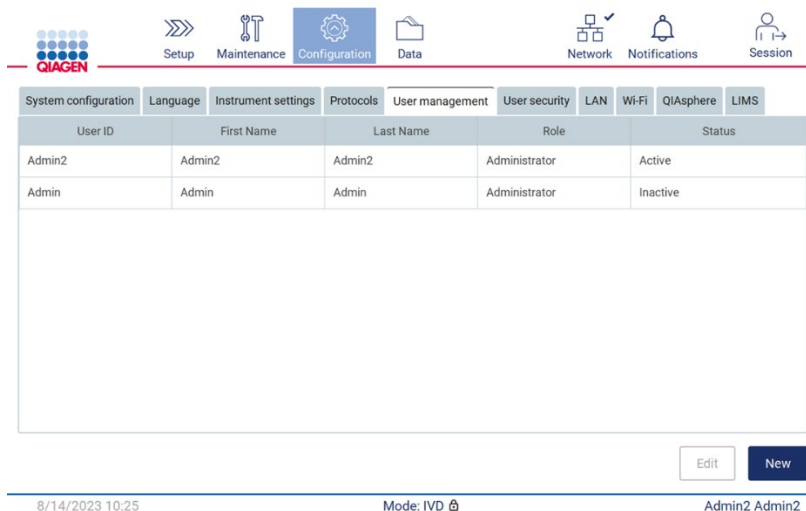 QIAGEN
Setup Maintenance Configuration Data Network Notifications Session
System configuration Language Instrument settings Protocols User management User security LAN Wi-Fi QIAsphere LIMS
User ID First Name Last Name Role Status
Admin2 Admin2 Admin2 Administrator Active
Admin Admin Admin Administrator Inactive
Edit New
8/14/2023 10:25 Mode: IVD Admin2 Admin2